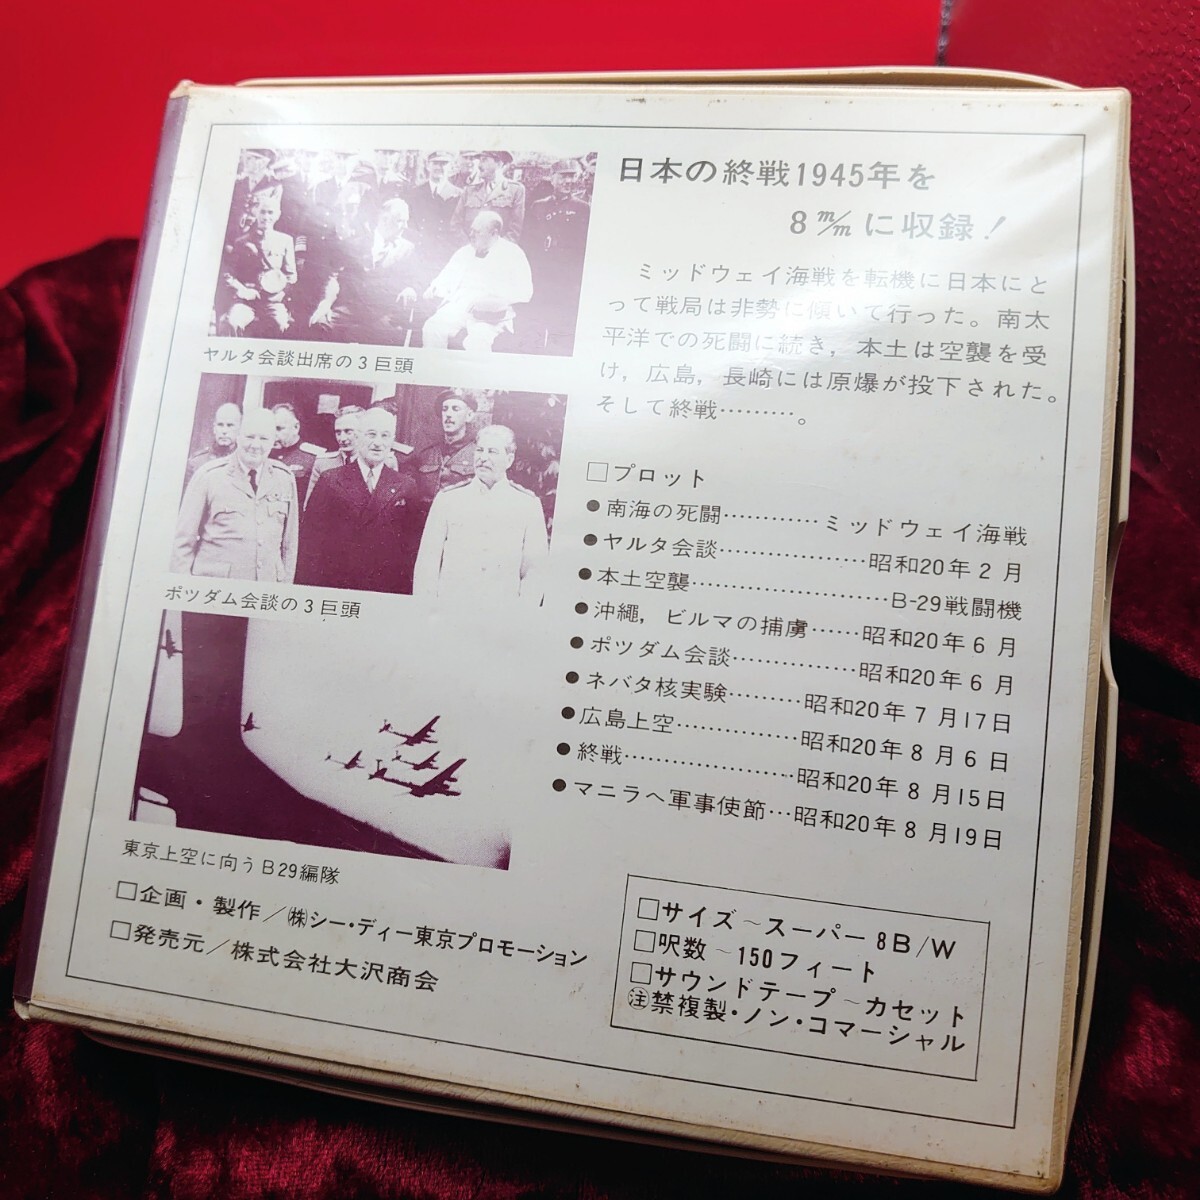 日本の終戦1945年を
8m/mに収録!
ミッドウェイ海戦を転機に日本にと
って戦局は非勢に傾いて行った。南太
平洋での死闘に続き,本土は空襲を受
け,広島,長崎には原爆が投下された。
そして終戦………。
ヤルタ会談出席の3巨頭
ポツダム会談の3巨頭
東京上空に向うB29編隊
□プロット
●南海の死闘…………ミッドウェイ海戦
●ヤルタ会談………………昭和20年2月
●本土空襲……………………B-29戦闘機
●沖縄,ビルマの捕虜……昭和20年6月
●ポツダム会談……………昭和20年6月
●ネバタ核実験………昭和20年7月17日
●広島上空……………昭和20年8月6日
●終戦…………………昭和20年8月15日
●マニラへ軍事使節…昭和20年8月19日
□企画・製作/㈱シー・ディー東京プロモーション
□発売元/株式会社大沢商会
□サイズ~スーパー8B/W
□呎数~150フィート
□サウンドテープ~カセット
㊟禁複製・ノン・コマーシャル